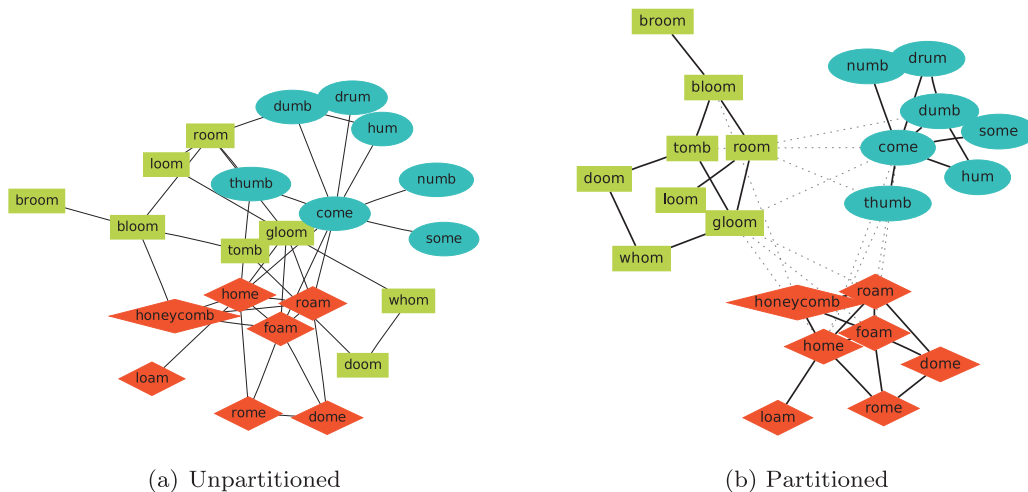 drum
dumb
hum
room
loom
thumb
numb
broom
come
bloom
gloom
some
tomb
home
roam
whom
honeycomb
foam
doom
loam
rome
dome
(a) Unpartitioned
broom
numb
drum
bloom
dumb
some
tomb
room
come
doom
hum
loom
thumb
gloom
whom
roam
honeycomb
foam
home
dome
rome
loam
(b) Partitioned